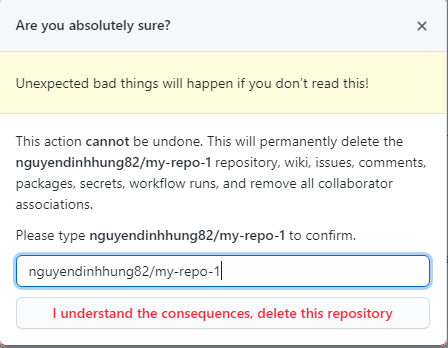 Are you absolutely sure?
Unexpected bad things will happen if you don’t read this!
This action cannot be undone. This will permanently delete the
nguyendinhhung82/my-repo-1 repository, wiki, issues, comments,
packages, secrets, workflow runs, and remove all collaborator
associations.
Please type nguyendinhhung82/my-repo-1 to confirm.
nguyendinhhung82/my-repo-1
I understand the consequences, delete this repository